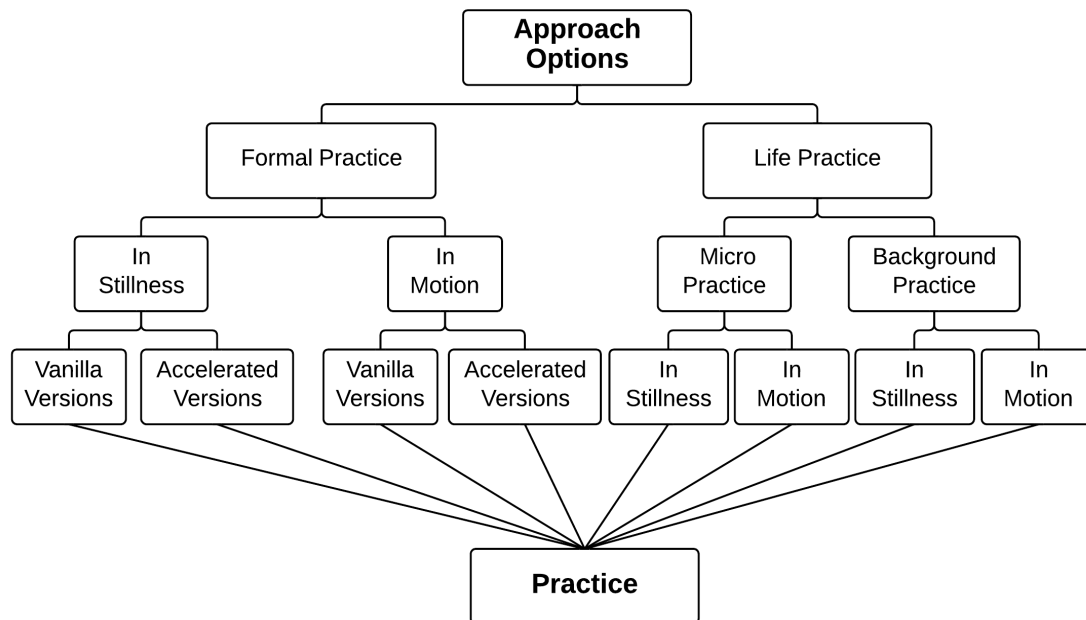 Approach
Options
Formal Practice
Life Practice
In
Stillness
In
Motion
Micro
Practice
Background
Practice
Vanilla
Versions
Accelerated
Versions
Vanilla
Versions
Accelerated
Versions
In
Stillness
In
Motion
In
Stillness
In
Motion
Practice